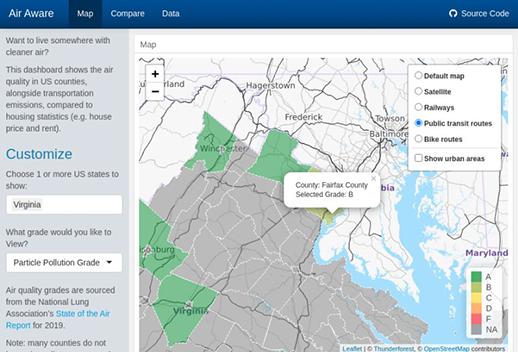 Air Aware
Map
Compare
Data
Source Code
Want to live somewhere with
cleaner air?
This dashboard shows the air
quality in US counties,
alongside transportation
emissions, compared to
housing statistics (e.g. house
price and rent).
Customize
Choose 1 or more US states to
show:
Virginia
What grade would you like to
View?
Particle Pollution Grade
Air quality grades are sourced
from the National Lung
Association's State of the Air
Report for 2019.
Note: many counties do not
Map
+
−
Hagerstown
Frederick
Towson
Baltimore
Winchester
Default map
Satellite
Railways
Public transit routes
Bike routes
Show urban areas
×
County: Fairfax County
Selected Grade: B
bia
Maryland
onburg
Virginia
A
B
C
D
F
NA
Leaflet | © Thunderforest, © OpenStreetMap contributors